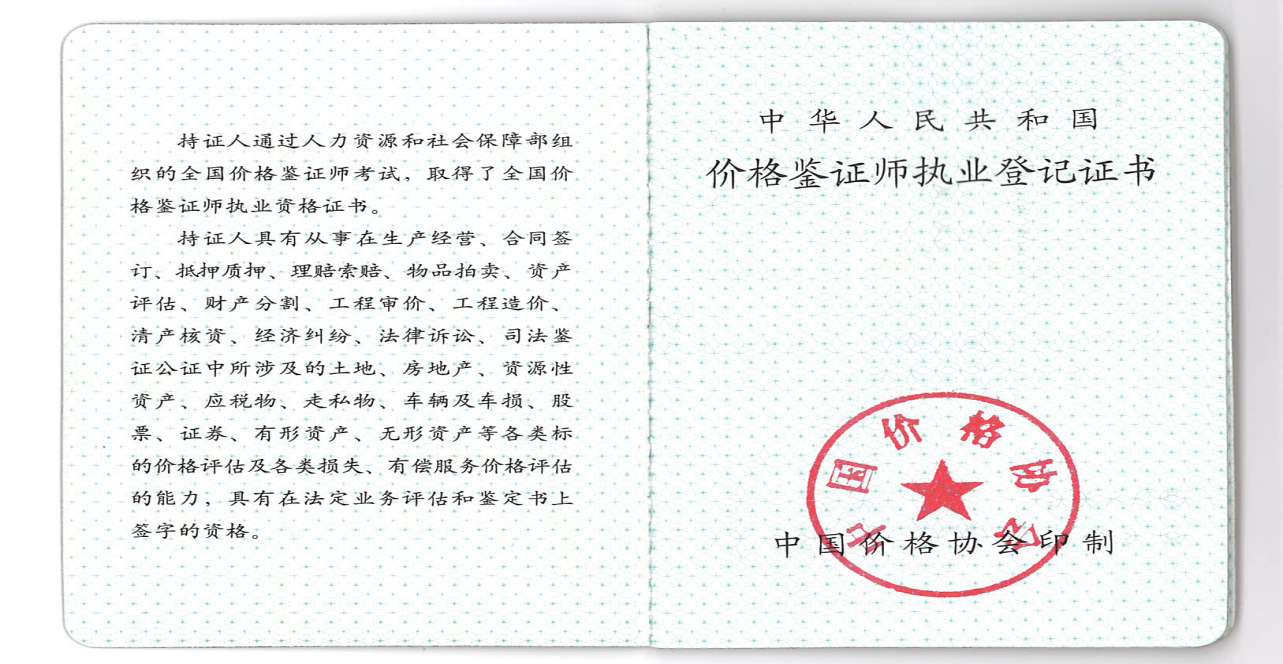 持证人通过人力资源和社会保障部组
织的全国价格鉴证师考试，取得了全国价
格鉴证师执业资格证书。
持证人具有从事在生产经营、合同签
订、抵押质押、理赔索赔、物品拍卖、资产
评估、财产分割、工程审价、工程造价、
清产核资、经济纠纷、法律诉讼、司法鉴
证公证中所涉及的土地、房地产、资源性
资产、应税物、走私物、车辆及车损、股
票、证券、有形资产、无形资产等各类标
的价格评估及各类损失、有偿服务价格评估
的能力，具有在法定业务评估和鉴定书上
签字的资格。
中华人民共和国
价格鉴证师执业登记证书
中国价格协会
中国价格协会印制